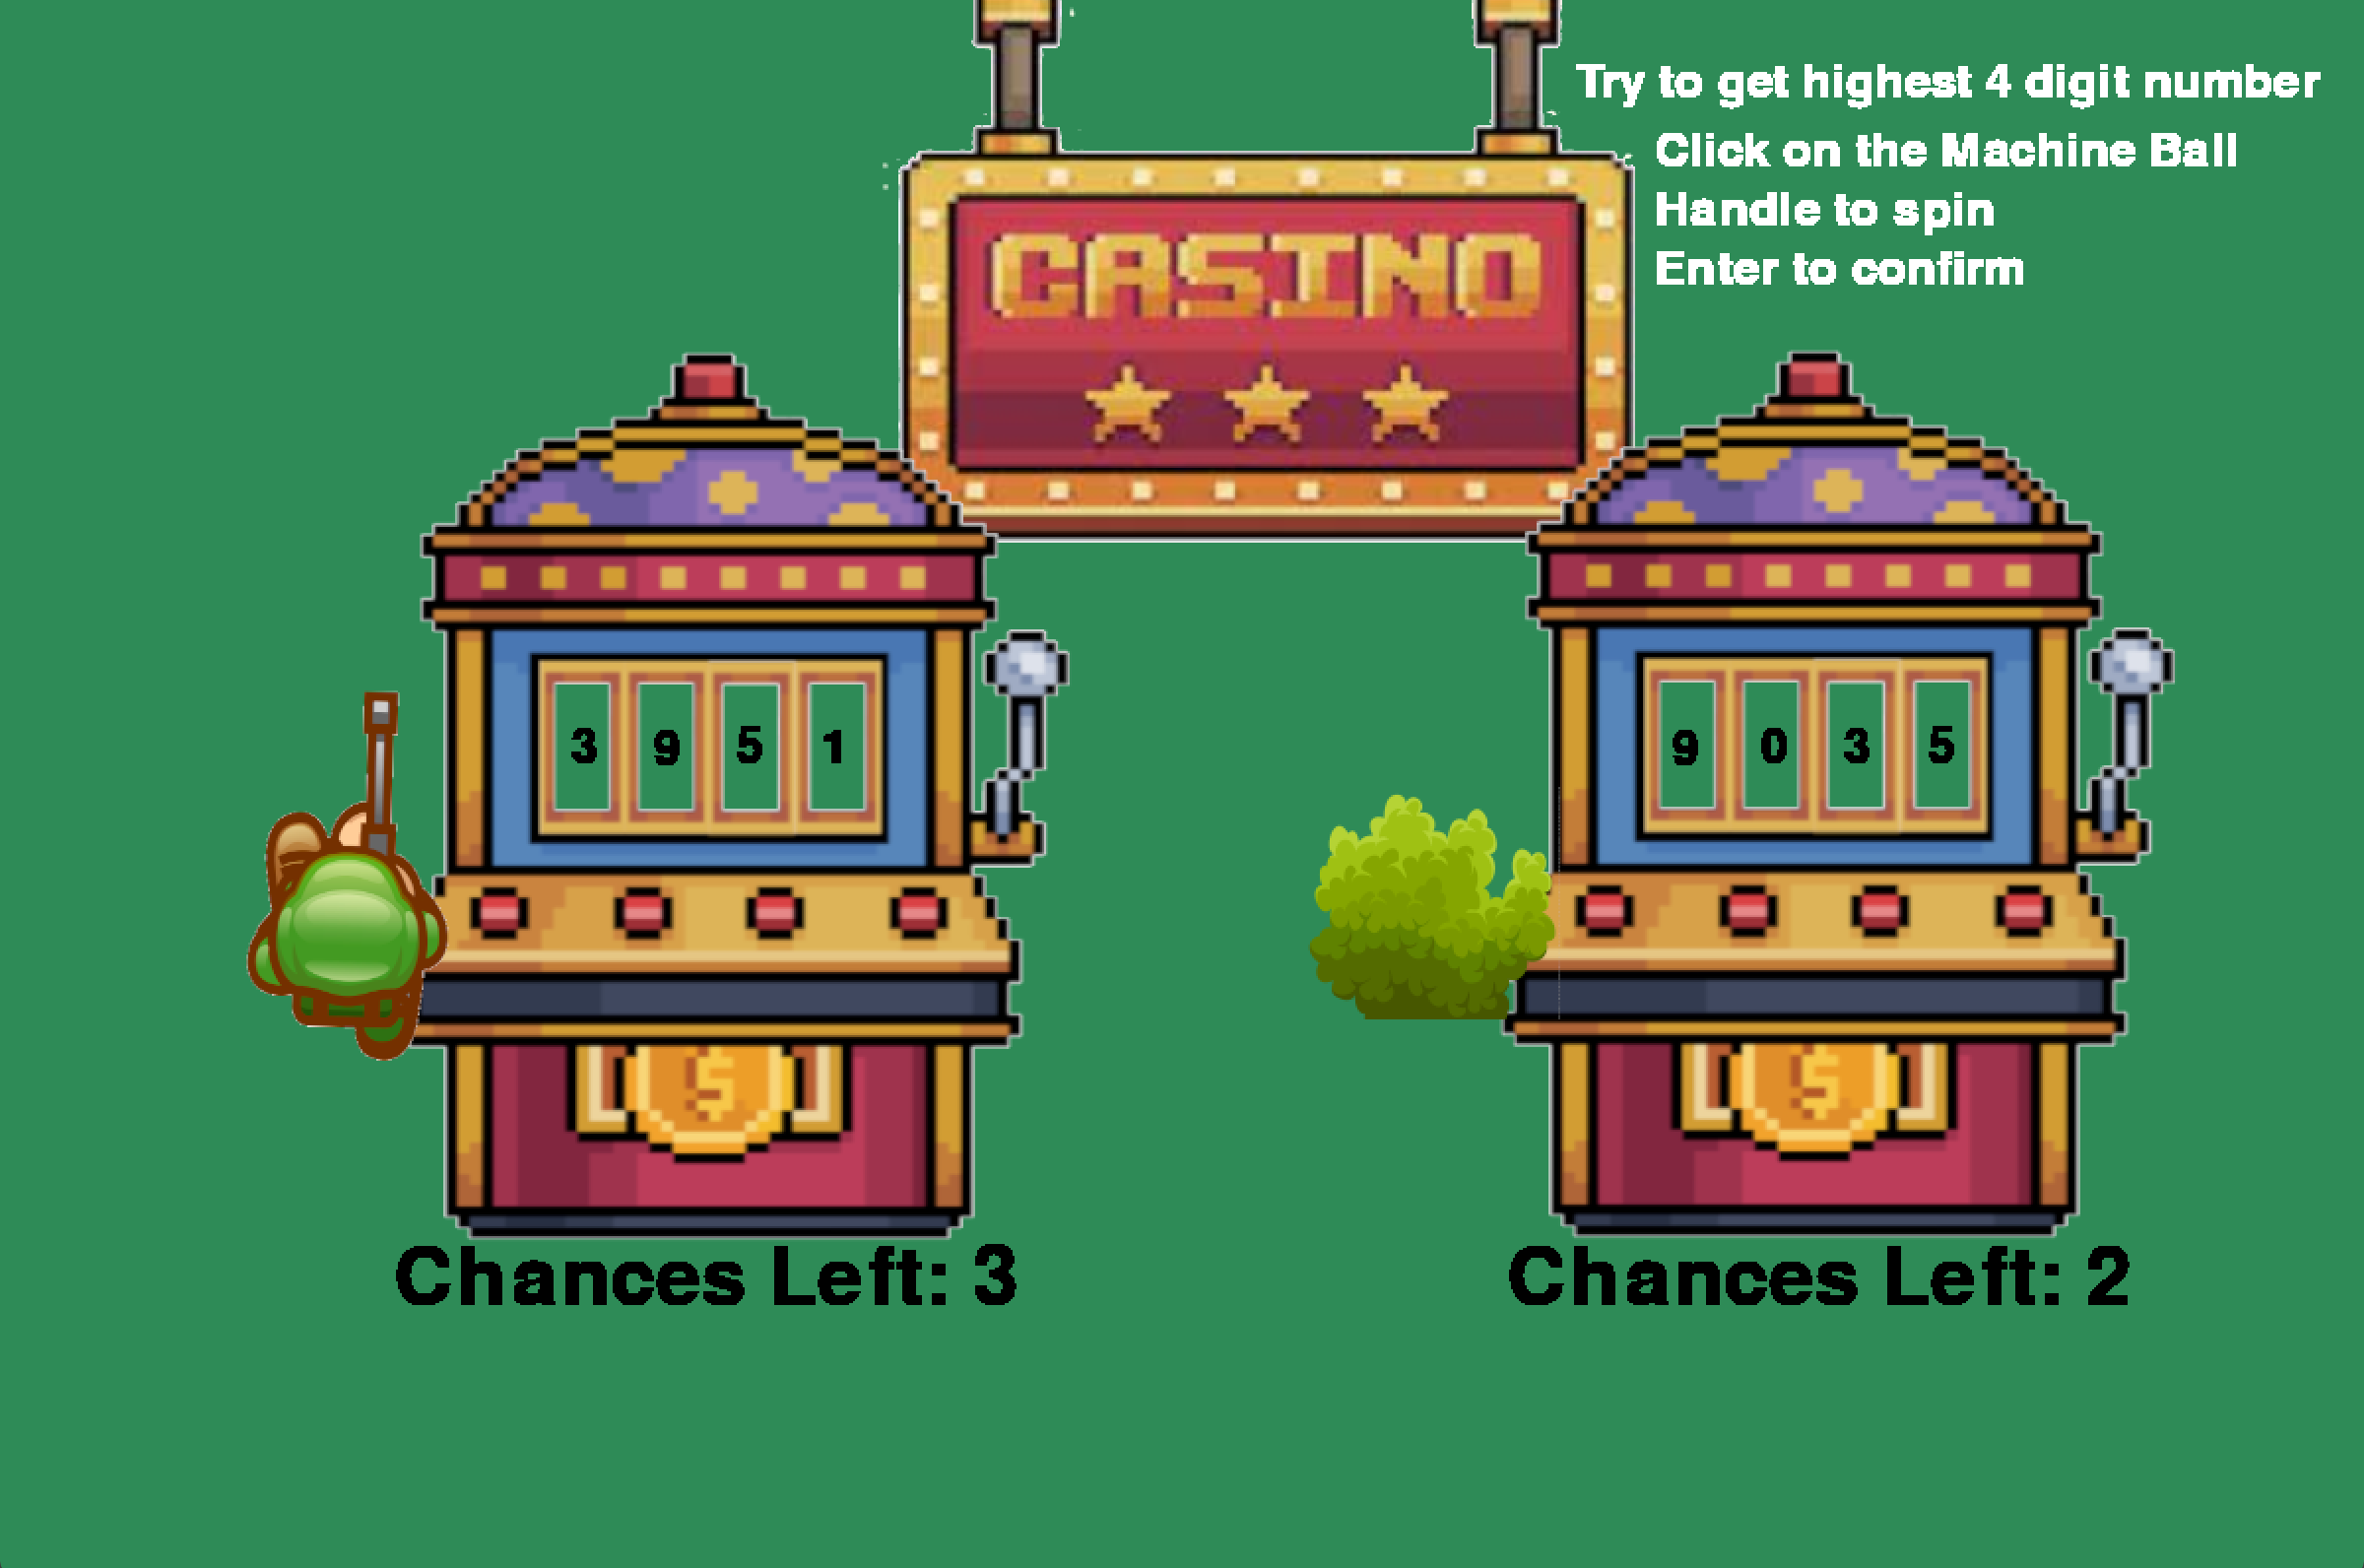 Try to get highest 4 digit number
Click on the Machine Ball
Handle to spin
Enter to confirm
CASINO
3 9 5 1
9 0 3 5
$
$
Chances Left: 3
Chances Left: 2